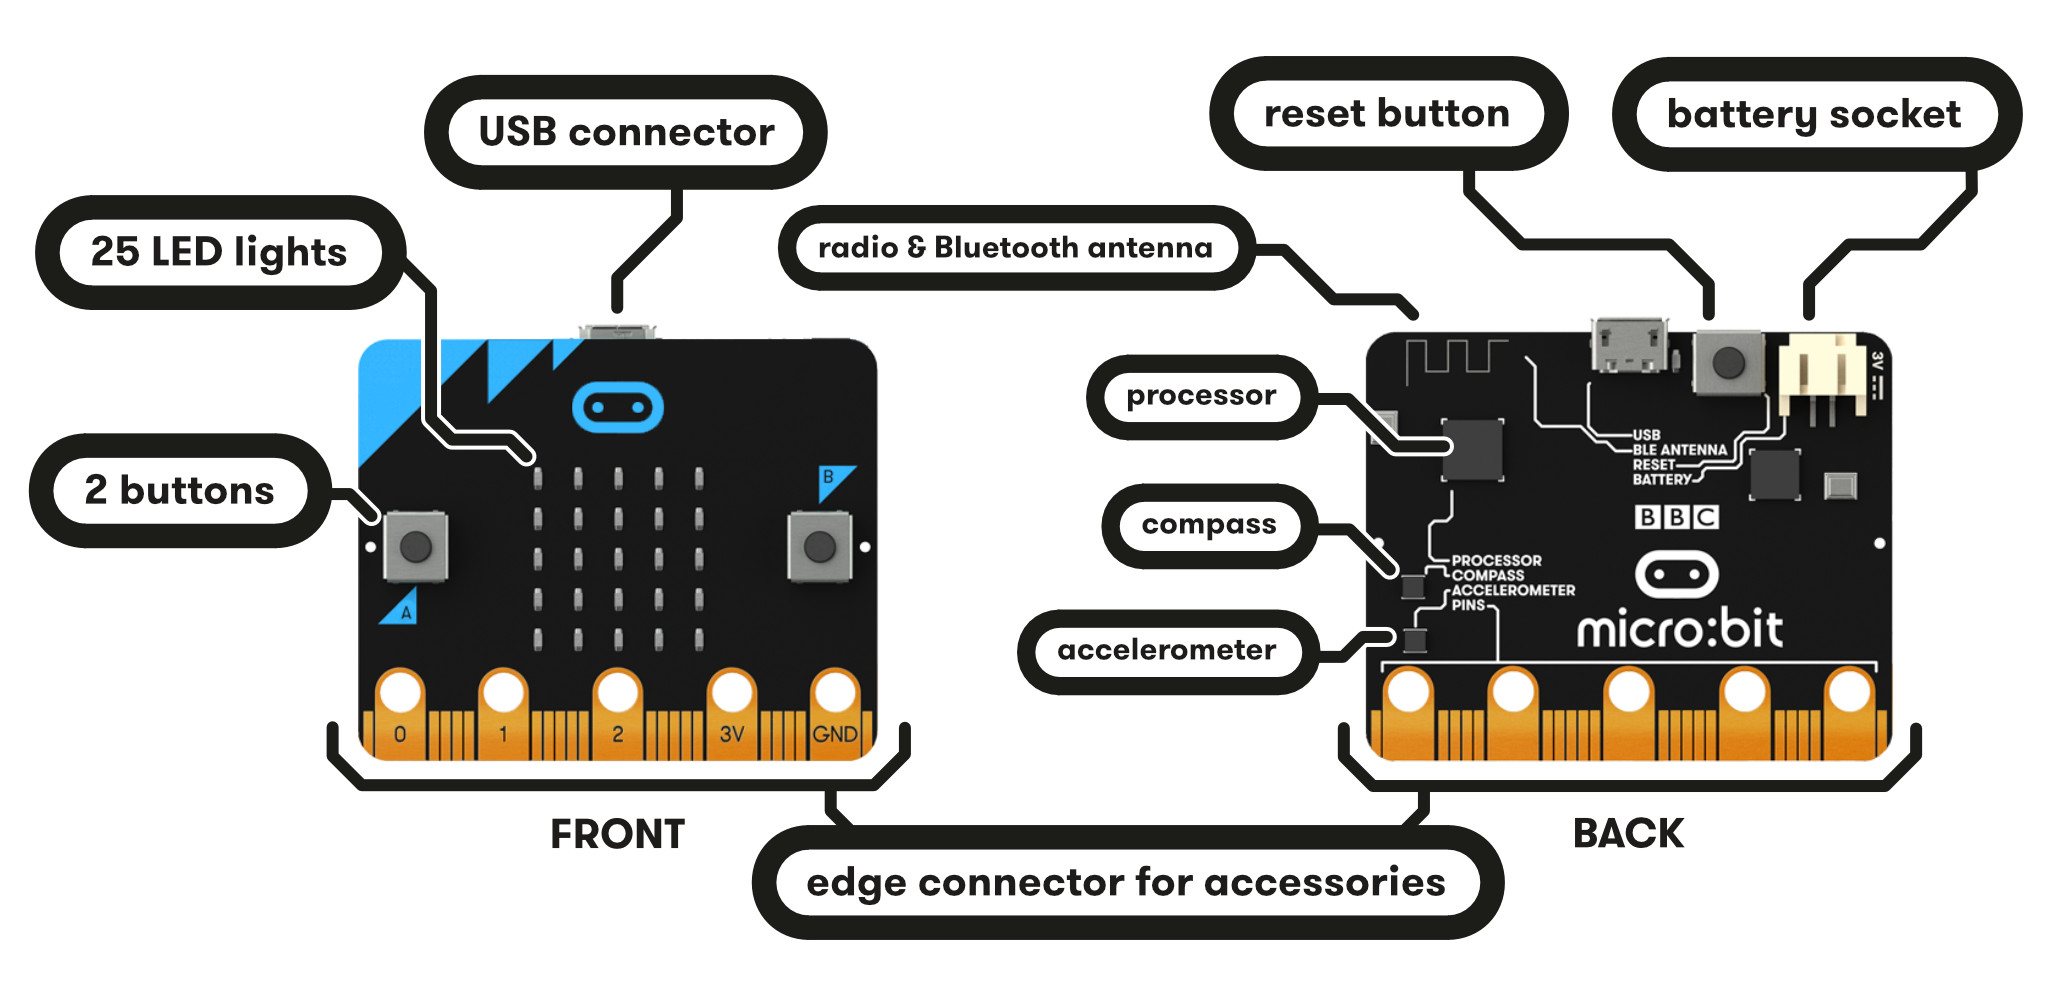 USB connector
reset button
battery socket
25 LED lights
radio & Bluetooth antenna
2 buttons
B
A
0
1
2
3V
GND
FRONT
processor
compass
accelerometer
3V
USB
BLE ANTENNA
RESET
BATTERY
BBC
PROCESSOR
COMPASS
ACCELEROMETER
PINS
micro:bit
BACK
edge connector for accessories